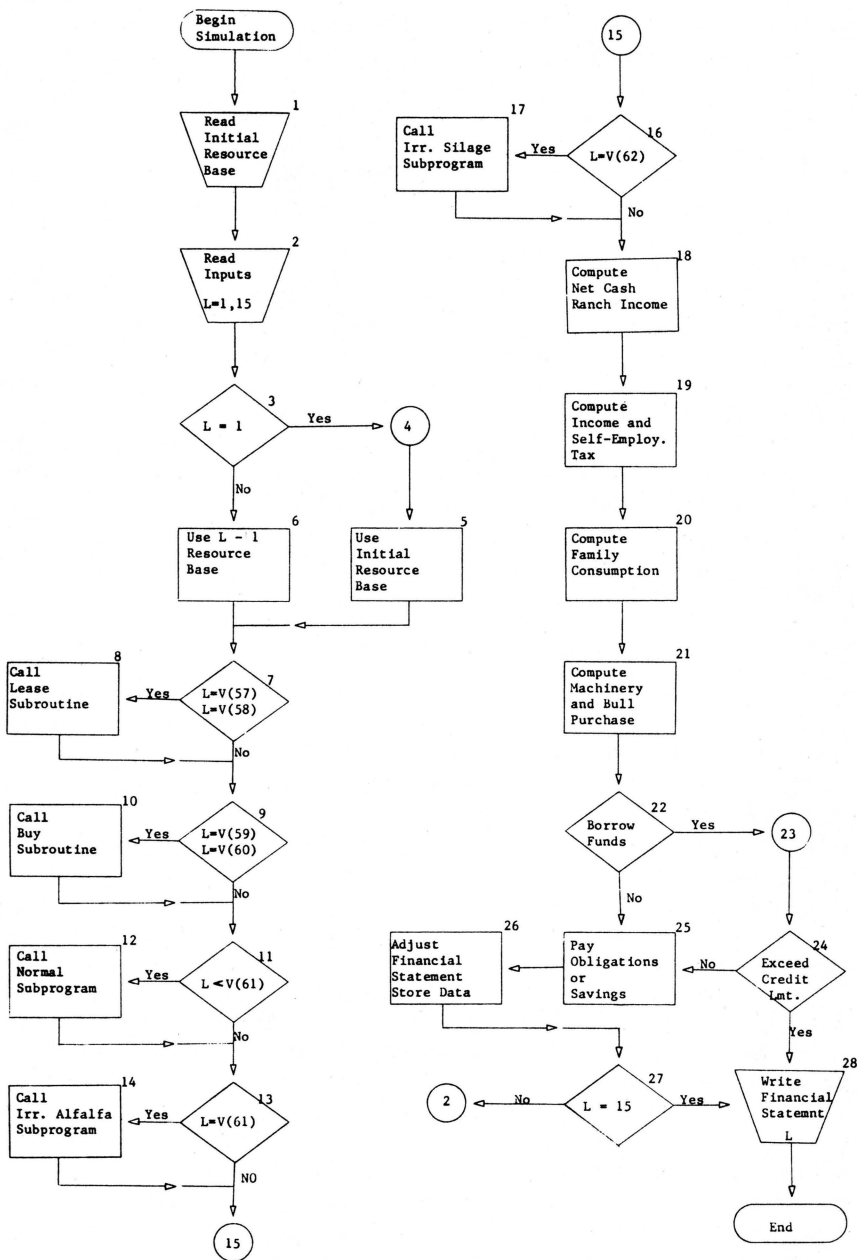 Begin
Simulation
1
Read
Initial
Resource
Base
2
Read
Inputs
L=1,15
3
L = 1
Yes
4
No
6
Use L - 1
Resource
Base
5
Use
Initial
Resource
Base
7
L=V(57)
L=V(58)
Yes
8
Call
Lease
Subroutine
No
9
L=V(59)
L=V(60)
Yes
10
Call
Buy
Subroutine
No
11
L<V(61)
Yes
12
Call
Normal
Subprogram
No
13
L=V(61)
Yes
14
Call
Irr. Alfalfa
Subprogram
NO
15
15
16
L=V(62)
Yes
17
Call
Irr. Silage
Subprogram
No
18
Compute
Net Cash
Ranch Income
19
Compute
Income and
Self-Employ.
Tax
20
Compute
Family
Consumption
21
Compute
Machinery
and Bull
Purchase
22
Borrow
Funds
Yes
23
No
24
Exceed
Credit
Lmt.
No
25
Pay
Obligations
or
Savings
26
Adjust
Financial
Statement
Store Data
Yes
27
L = 15
No
2
Yes
28
Write
Financial
Statemnt
L
End